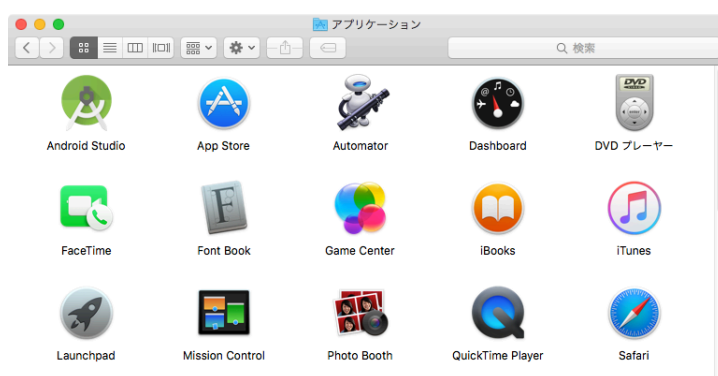 アプリケーション
検索
DVD
Android Studio
App Store
Automator
Dashboard
DVD プレーヤー
F
FaceTime
Font Book
Game Center
iBooks
iTunes
Launchpad
Mission Control
Photo Booth
QuickTime Player
Safari